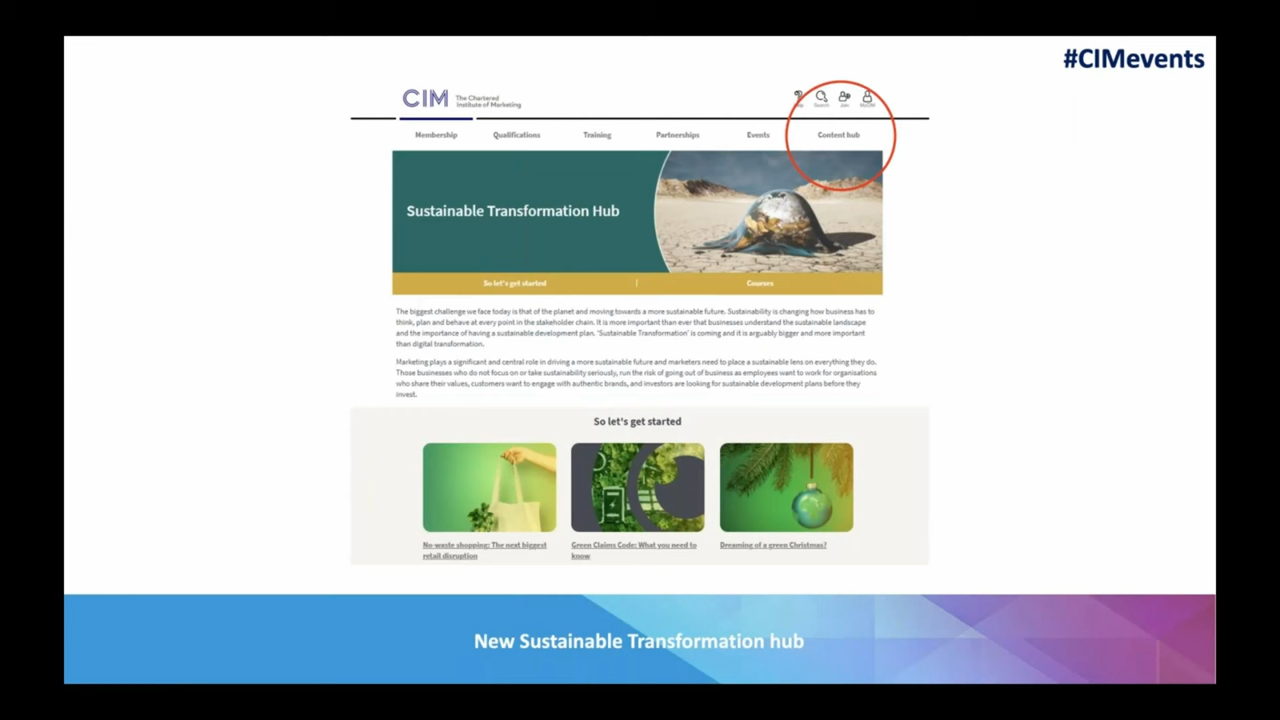 #CIMevents
CIM The Chartered
Institute of Marketing
Help Search Join MyCIM
Membership Qualifications Training Partnerships Events Content hub
Sustainable Transformation Hub
So let's get started | Courses
The biggest challenge we face today is that of the planet and moving towards a more sustainable future. Sustainability is changing how business has to
think, plan and behave at every point in the stakeholder chain. It is more important than ever that businesses understand the sustainable landscape
and the importance of having a sustainable development plan. 'Sustainable Transformation' is coming and it is arguably bigger and more important
than digital transformation.
Marketing plays a significant and central role in driving a more sustainable future and marketers need to place a sustainable lens on everything they do.
Those businesses who do not focus on or take sustainability seriously, run the risk of going out of business as employees want to work for organisations
who share their values, customers want to engage with authentic brands, and investors are looking for sustainable development plans before they
invest.
So let's get started
No-waste shopping: The next biggest
retail disruption
Green Claims Code: What you need to
know
Dreaming of a green Christmas?
New Sustainable Transformation hub